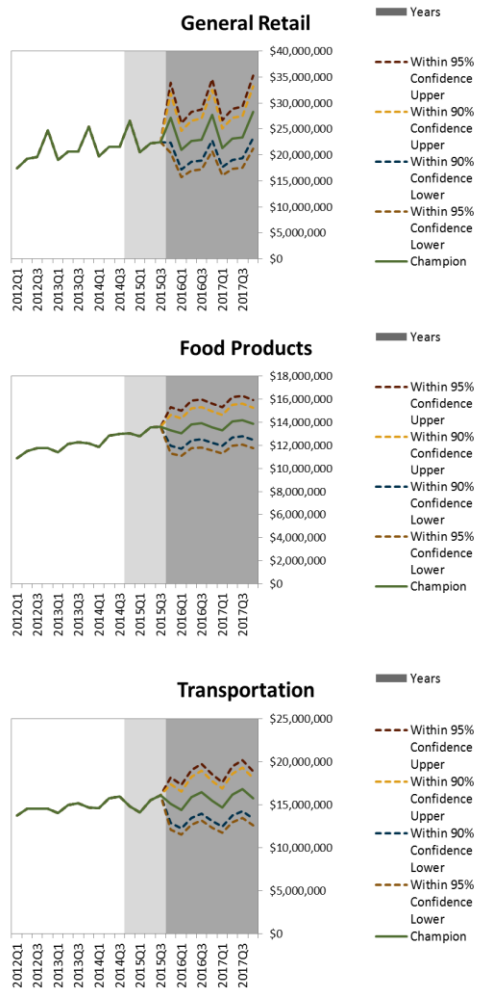 General Retail
Years
Within 95%
Confidence
Upper
Within 90%
Confidence
Upper
Within 90%
Confidence
Lower
Within 95%
Confidence
Lower
Champion
$40,000,000
$35,000,000
$30,000,000
$25,000,000
$20,000,000
$15,000,000
$10,000,000
$5,000,000
$0
2012Q1
2012Q3
2013Q1
2013Q3
2014Q1
2014Q3
2015Q1
2015Q3
2016Q1
2016Q3
2017Q1
2017Q3
Food Products
Years
Within 95%
Confidence
Upper
Within 90%
Confidence
Upper
Within 90%
Confidence
Lower
Within 95%
Confidence
Lower
Champion
$18,000,000
$16,000,000
$14,000,000
$12,000,000
$10,000,000
$8,000,000
$6,000,000
$4,000,000
$2,000,000
$0
2012Q1
2012Q3
2013Q1
2013Q3
2014Q1
2014Q3
2015Q1
2015Q3
2016Q1
2016Q3
2017Q1
2017Q3
Transportation
Years
Within 95%
Confidence
Upper
Within 90%
Confidence
Upper
Within 90%
Confidence
Lower
Within 95%
Confidence
Lower
Champion
$25,000,000
$20,000,000
$15,000,000
$10,000,000
$5,000,000
$0
2012Q1
2012Q3
2013Q1
2013Q3
2014Q1
2014Q3
2015Q1
2015Q3
2016Q1
2016Q3
2017Q1
2017Q3